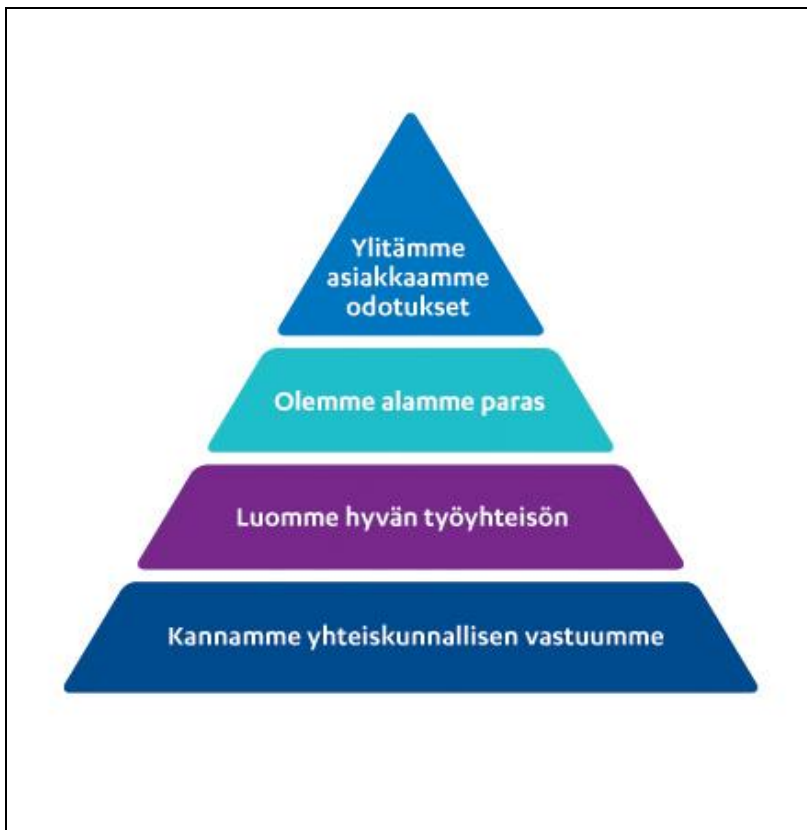 Ylitämme
asiakkaamme
odotukset
Olemme alamme paras
Luomme hyvän työyhteisön
Kannamme yhteiskunnallisen vastuumme